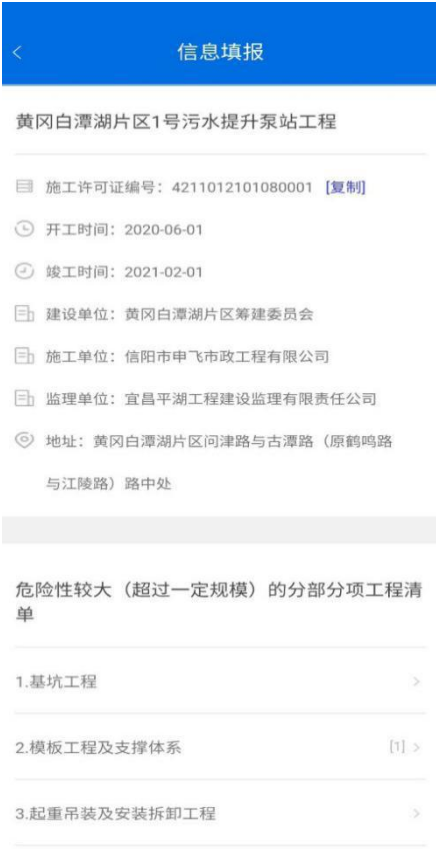 信息填报
黄冈白潭湖片区1号污水提升泵站工程
施工许可证编号：4211012101080001 [复制]
开工时间：2020-06-01
竣工时间：2021-02-01
建设单位：黄冈白潭湖片区筹建委员会
施工单位：信阳市申飞市政工程有限公司
监理单位：宜昌平湖工程建设监理有限责任公司
地址：黄冈白潭湖片区问津路与古潭路（原鹤鸣路
与江陵路）路中处
危险性较大（超过一定规模）的分部分项工程清
单
1.基坑工程
2.模板工程及支撑体系 [1]
3.起重吊装及安装拆卸工程